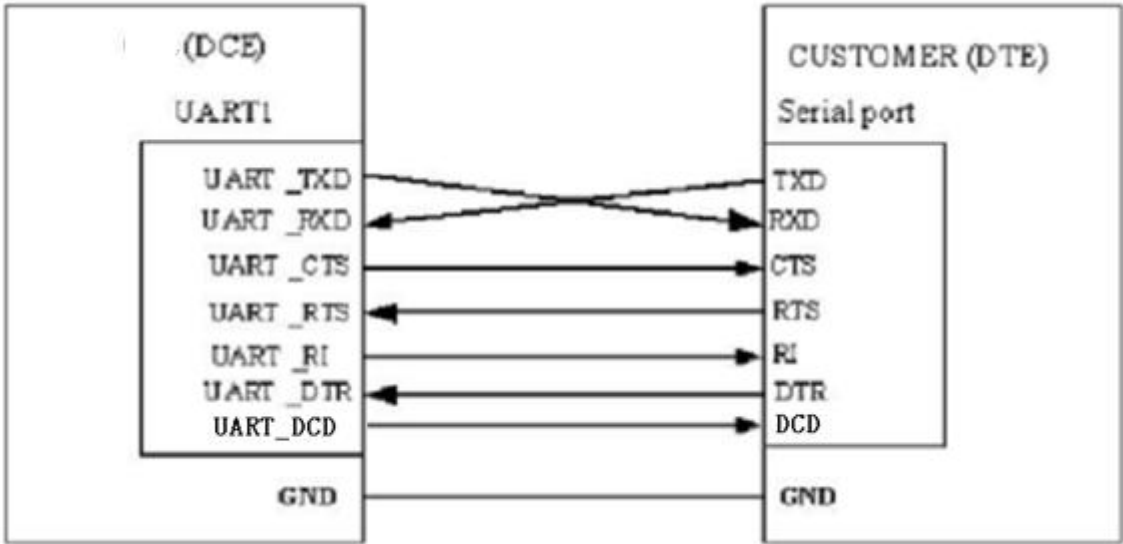 (DCE)
UART1
UART_TXD
UART_RXD
UART_CTS
UART_RTS
UART_RI
UART_DTR
UART_DCD
GND
CUSTOMER (DTE)
Serial port
TXD
RXD
CTS
RTS
RI
DTR
DCD
GND